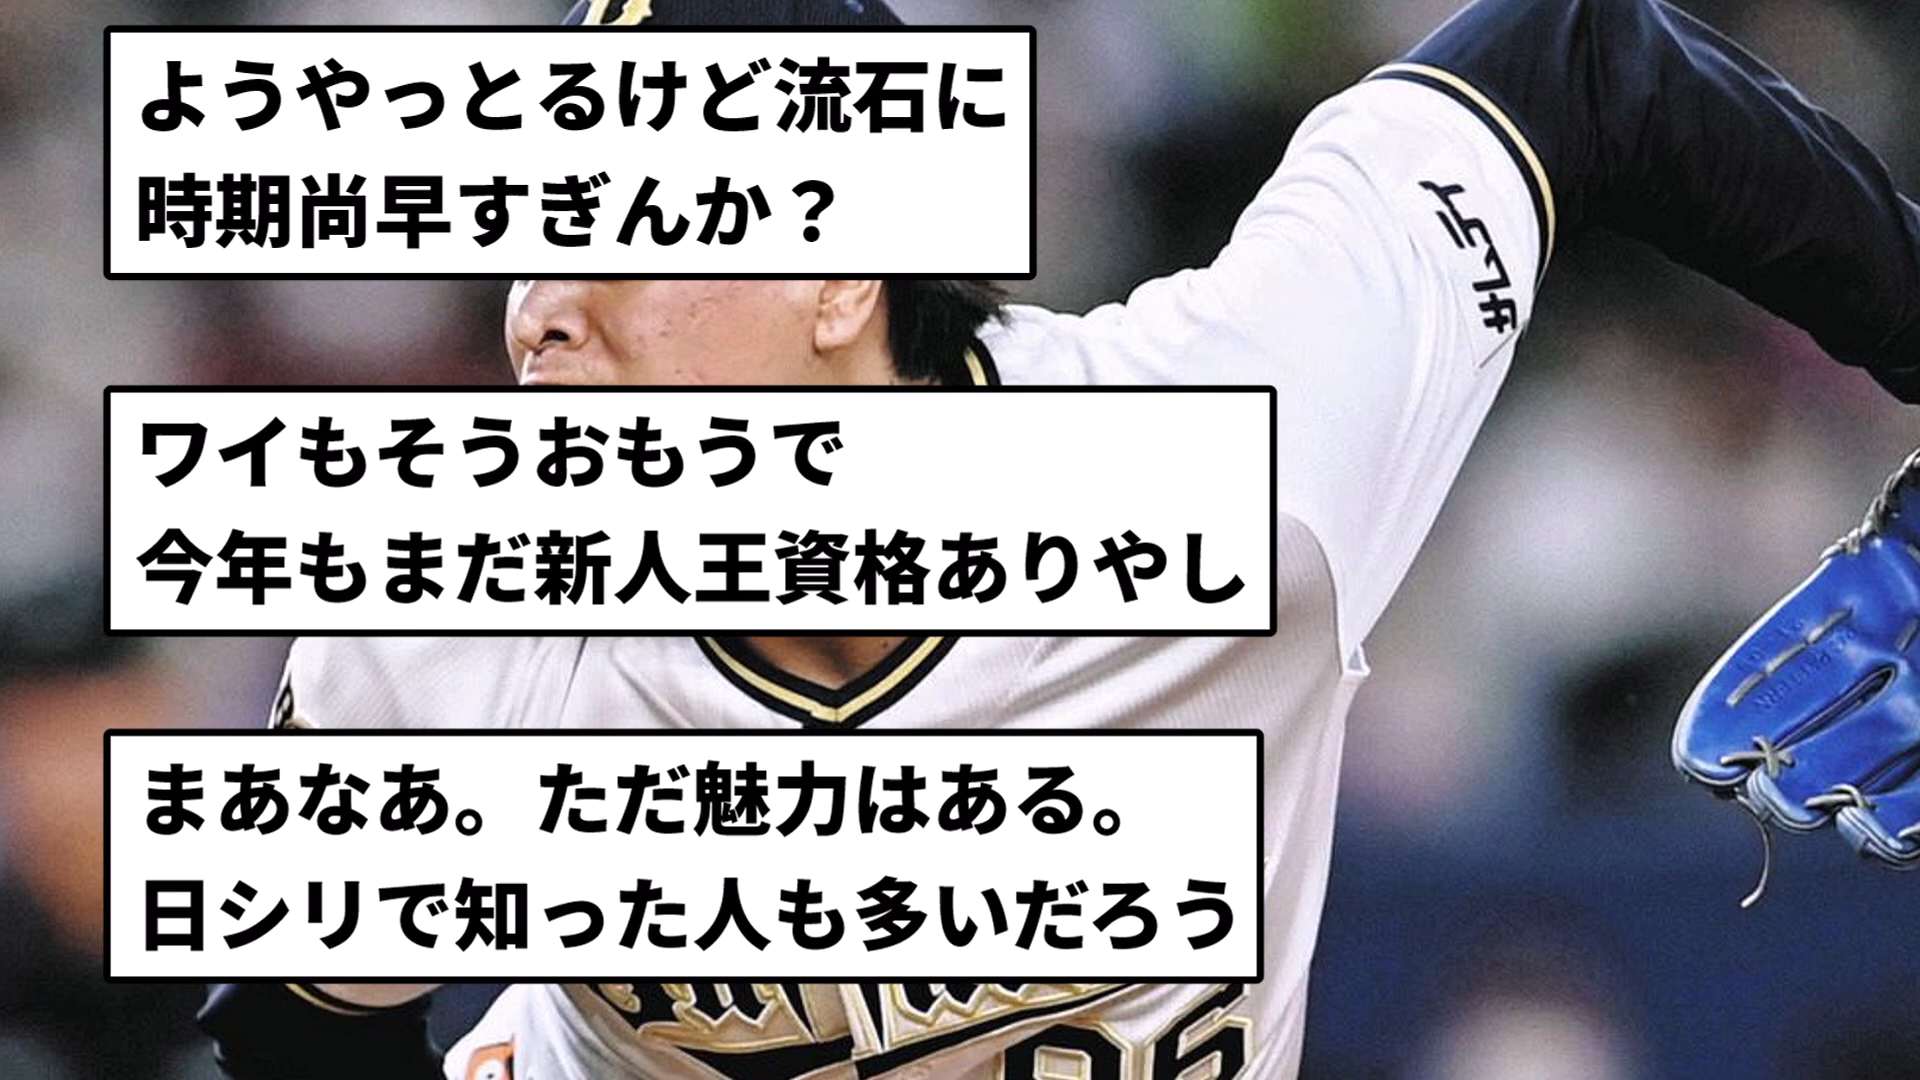 ようやっとるけど流石に
時期尚早すぎんか？
ワイもそうおもうで
今年もまだ新人王資格ありやし
まあなあ。ただ魅力はある。
日シリで知った人も多いだろう
96